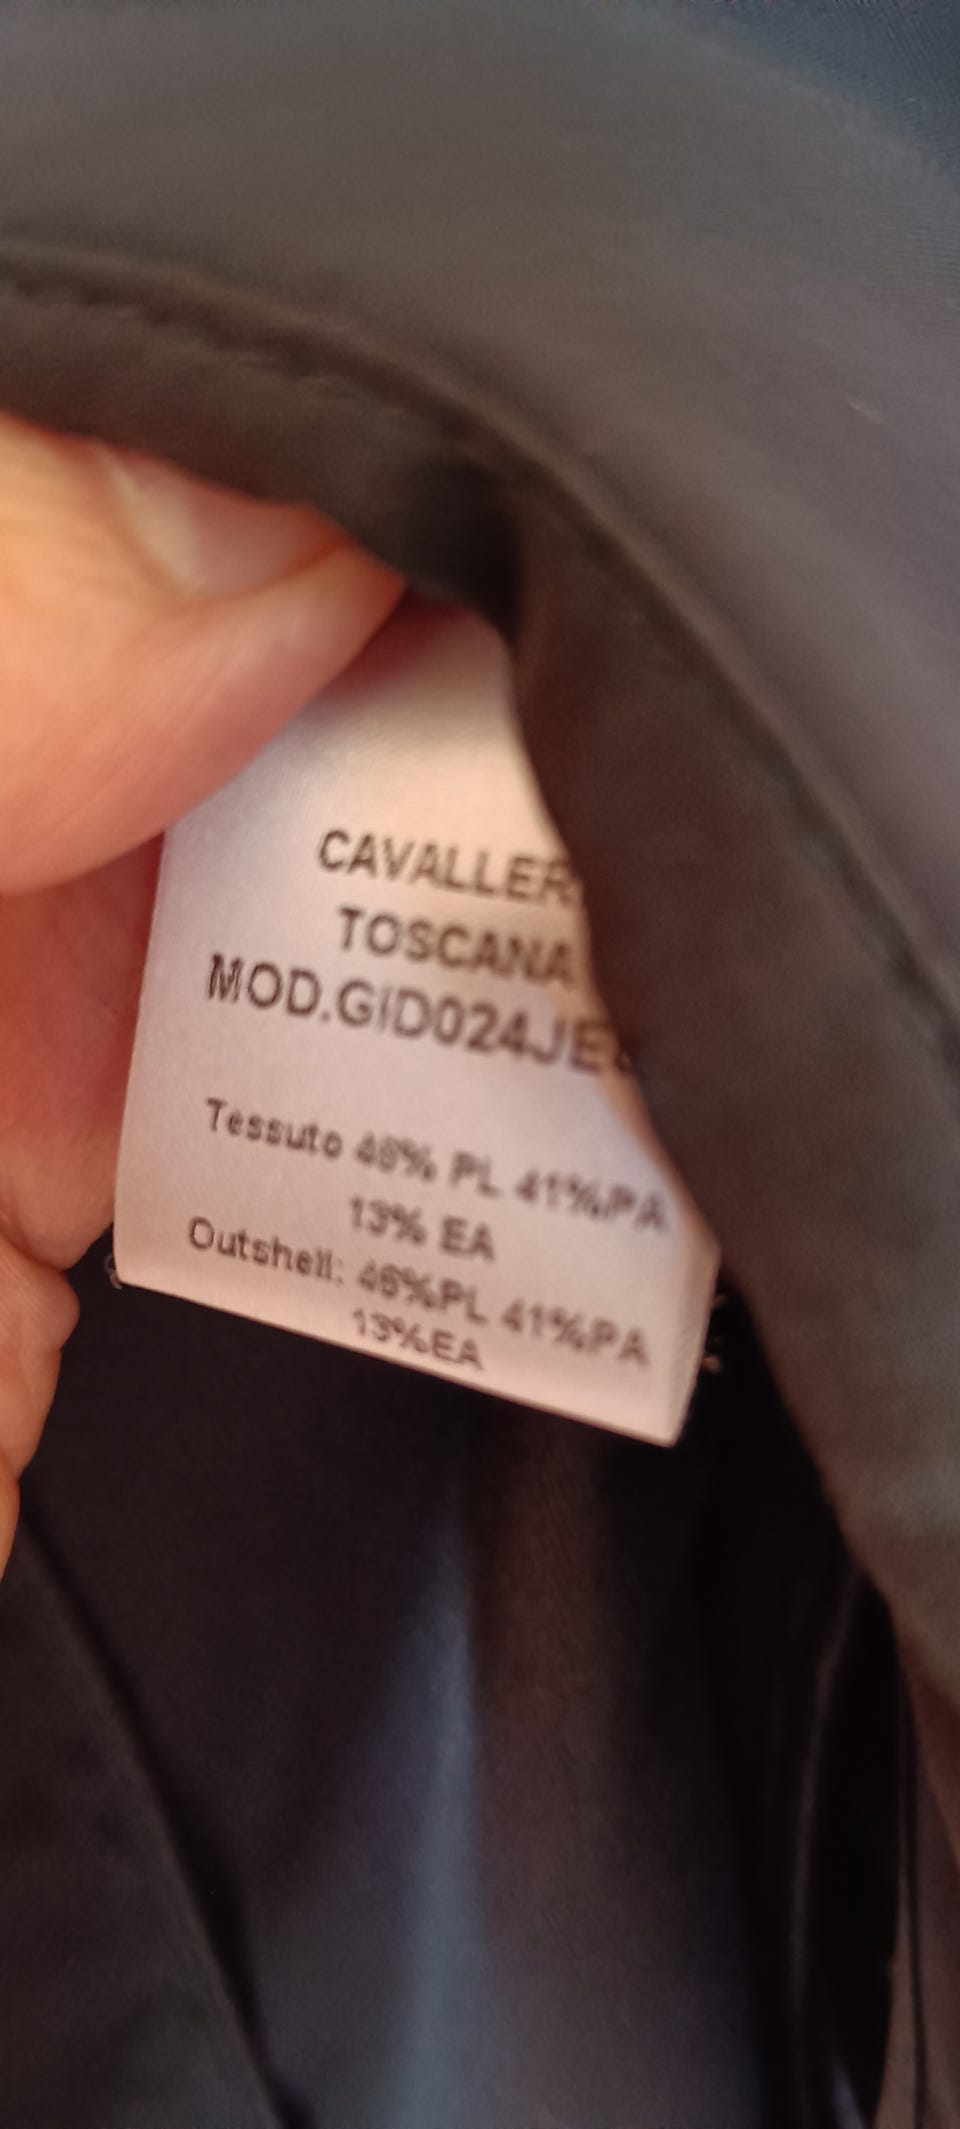 CAVALLER
TOSCANA
MOD.GID024JE
Tessuto 46% PL 41%PA
13% EA
Outshell: 46%PL 41%PA
13%EA